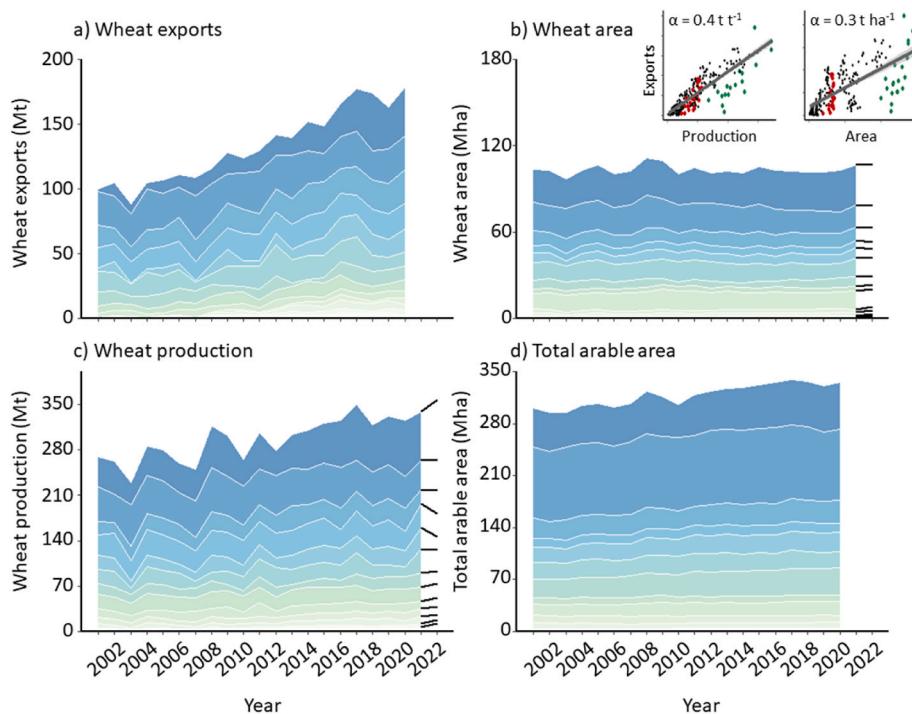 a) Wheat exports
200
150
100
50
0
Wheat exports (Mt)
b) Wheat area
180
120
60
0
Wheat area (Mha)
α = 0.4 t t⁻¹
α = 0.3 t ha⁻¹
Exports
Production
Area
c) Wheat production
350
280
210
140
70
0
Wheat production (Mt)
2002 2004 2006 2008 2010 2012 2014 2016 2018 2020 2022
Year
d) Total arable area
350
280
210
140
70
0
Total arable area (Mha)
2002 2004 2006 2008 2010 2012 2014 2016 2018 2020 2022
Year